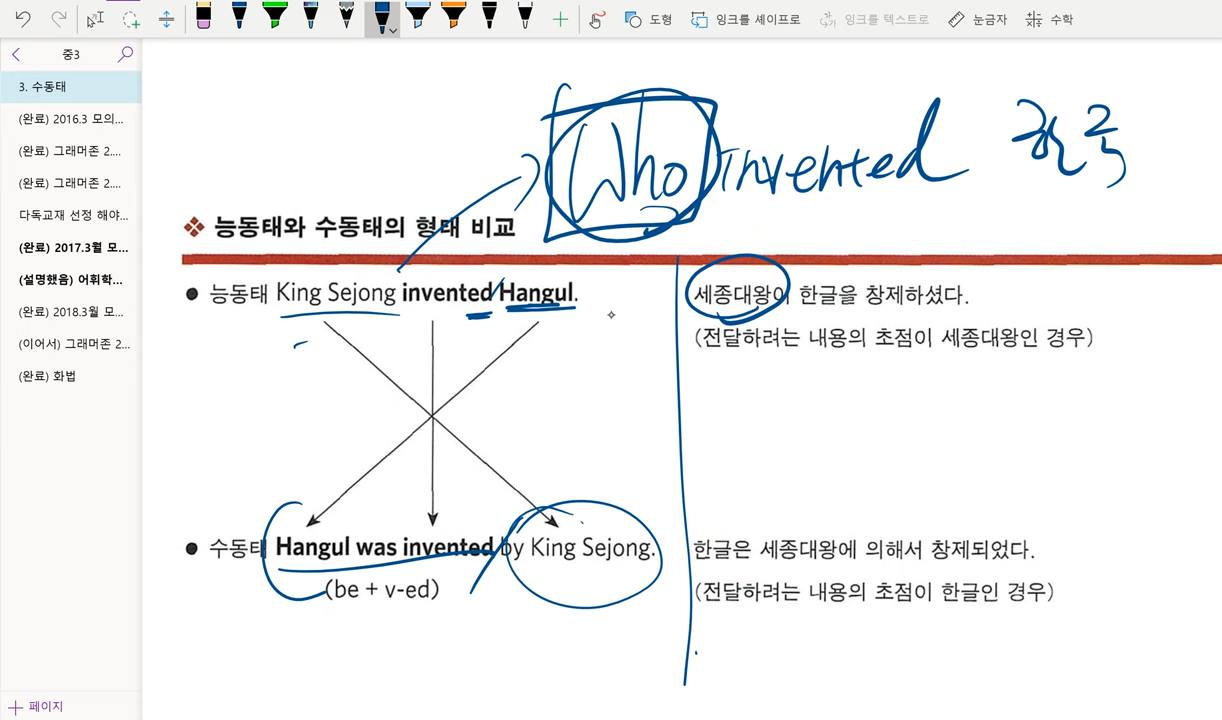 도형
잉크를 셰이프로
잉크를 텍스트로
눈금자
수학
중3
3. 수동태
(완료) 2016.3 모의...
(완료) 그래머존 2....
(완료) 그래머존 2....
다독교재 선정 해야...
(완료) 2017.3월 모...
(설명했음) 어휘학...
(완료) 2018.3월 모...
(이어서) 그래머존 2...
(완료) 화법
페이지
Who invented
능동태와 수동태의 형태 비교
능동태 King Sejong invented Hangul.
세종대왕이 한글을 창제하셨다.
(전달하려는 내용의 초점이 세종대왕인 경우)
수동태 Hangul was invented by King Sejong.
(be + v-ed)
한글은 세종대왕에 의해서 창제되었다.
(전달하려는 내용의 초점이 한글인 경우)